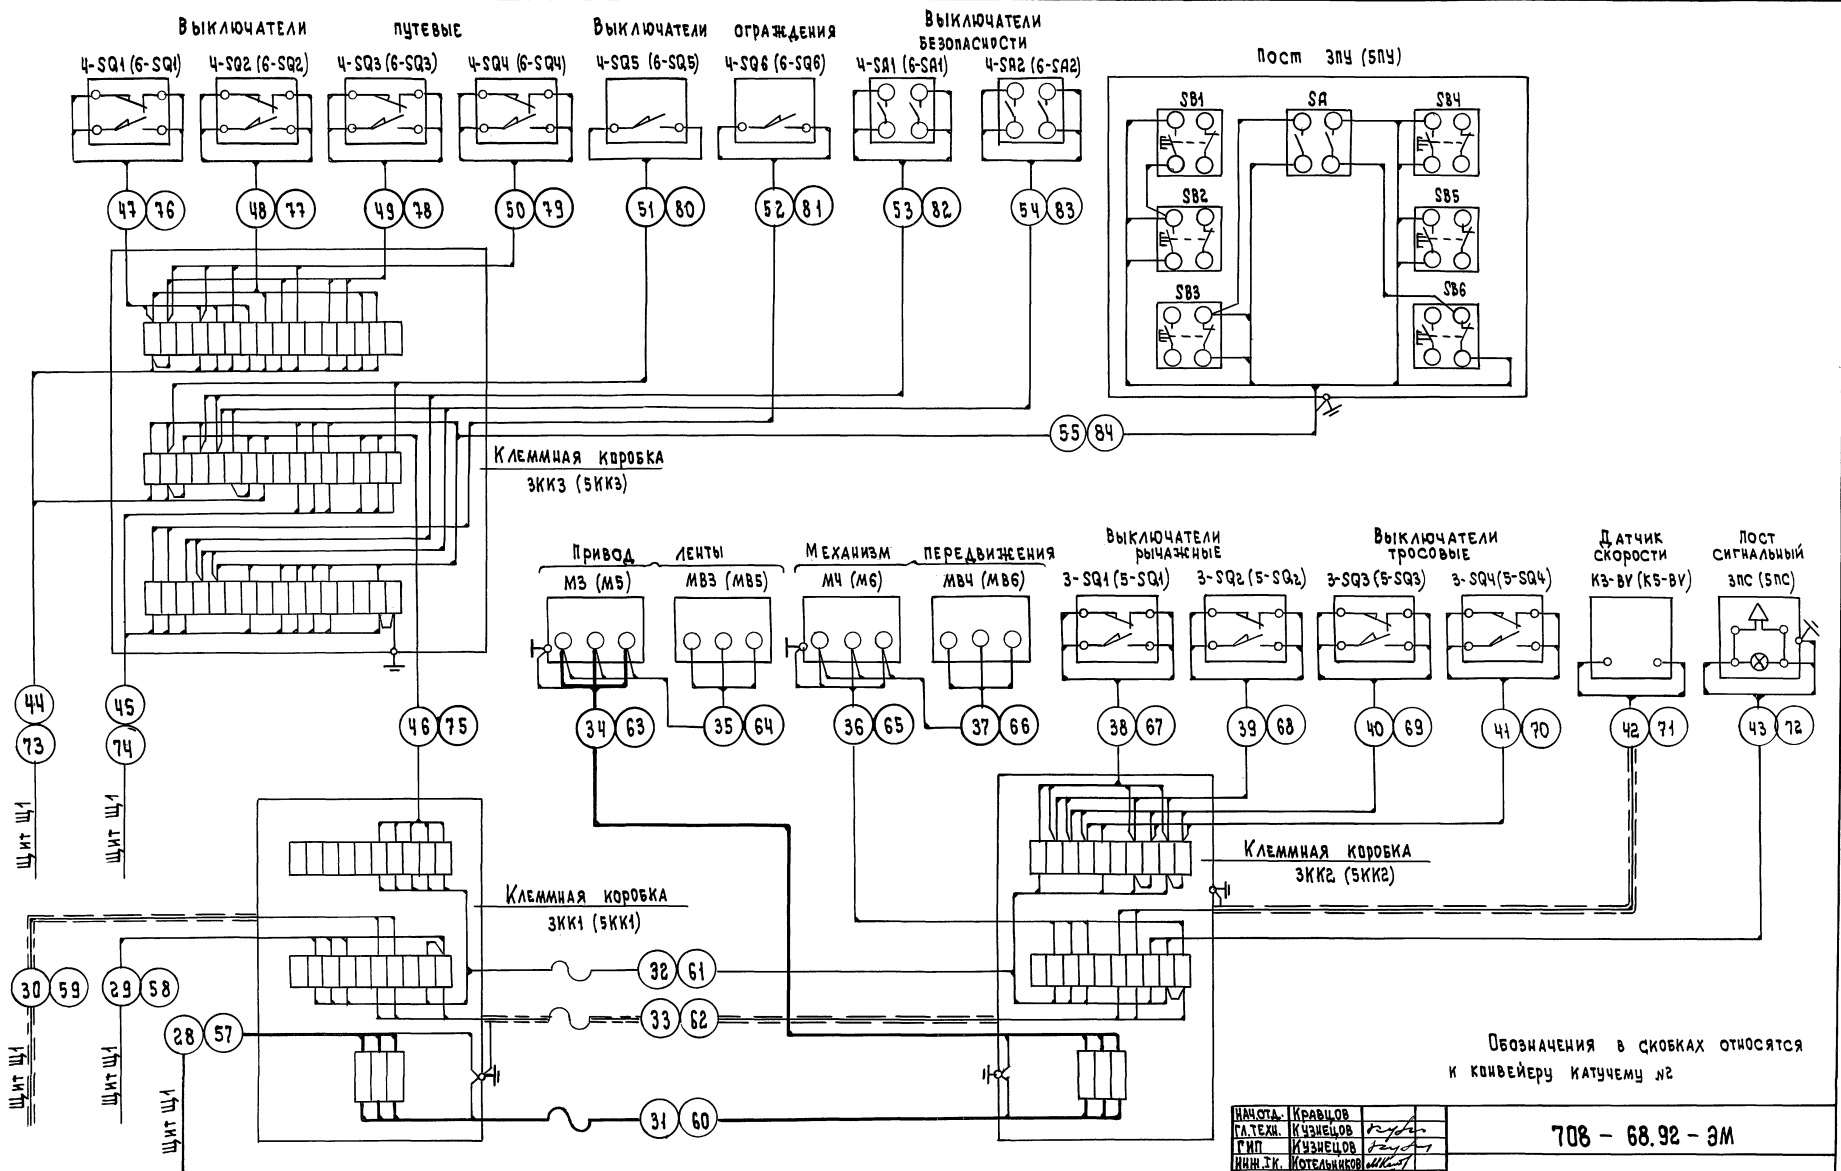 Выключатели путевые
Выключатели ограждения
Выключатели
безопасности
4-SQ1 (6-SQ1) 4-SQ2 (6-SQ2) 4-SQ3 (6-SQ3) 4-SQ4 (6-SQ4) 4-SQ5 (6-SQ5) 4-SQ6 (6-SQ6) 4-SA1 (6-SA1) 4-SA2 (6-SA2)
Пост 3ПУ (5ПУ)
SB1 SA SB4
SB2 SB5
SB3 SB6
47 76 48 77 49 78 50 79 51 80 52 81 53 82 54 83
55 84
Клеммная коробка
3КК3 (5КК3)
Привод ленты
М3 (М5) МВ3 (МВ5)
Механизм передвижения
М4 (М6) МВ4 (МВ6)
Выключатели
рычажные
3-SQ1 (5-SQ1) 3-SQ2 (5-SQ2)
Выключатели
тросовые
3-SQ3 (5-SQ3) 3-SQ4 (5-SQ4)
Датчик
скорости
К3-BV (К5-BV)
Пост
сигнальный
3ПС (5ПС)
44 45
73 74
46 75 34 63 35 64 36 65 37 66 38 67 39 68 40 69 41 70 42 71 43 72
Щит Щ1
Щит Щ1
Клеммная коробка
3КК2 (5КК2)
Клеммная коробка
3КК1 (5КК1)
32 61
30 59 29 58
33 62
28 57
31 60
Щит Щ1
Щит Щ1
Щит Щ1
Обозначения в скобках относятся
к конвейеру катучему №2
Нач.отд. Кравцов
Гл.техн. Кузнецов
ГИП Кузнецов
Инж.IК. Котельников
708 - 68.92 - ЭМ